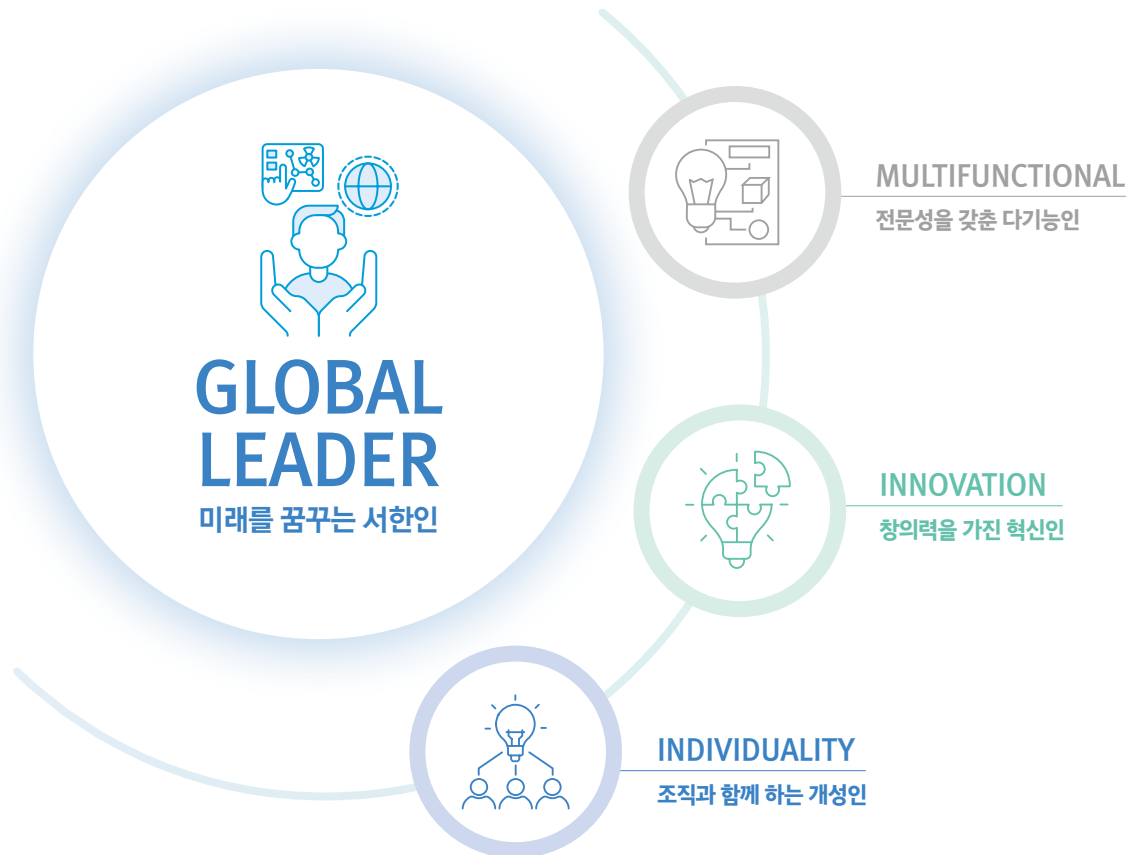 GLOBAL
LEADER
미래를 꿈꾸는 서한인
MULTIFUNCTIONAL
전문성을 갖춘 다기능인
INNOVATION
창의력을 가진 혁신인
INDIVIDUALITY
조직과 함께 하는 개성인